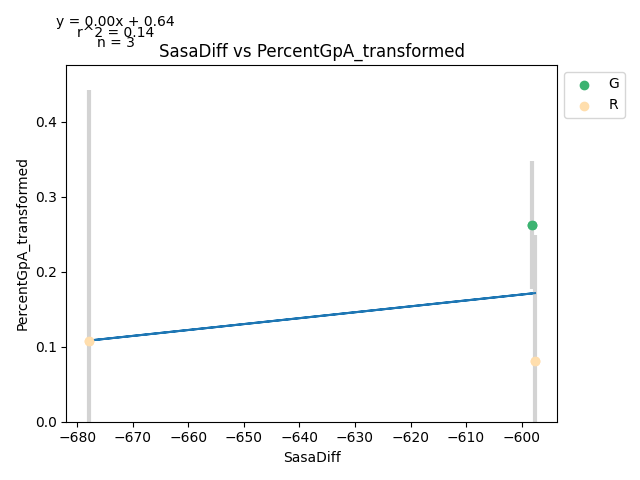 y = 0.00x + 0.64
r^2 = 0.14
n = 3
SasaDiff vs PercentGpA_transformed
G
R
PercentGpA_transformed
0.4
0.3
0.2
0.1
0.0
−680 −670 −660 −650 −640 −630 −620 −610 −600
SasaDiff